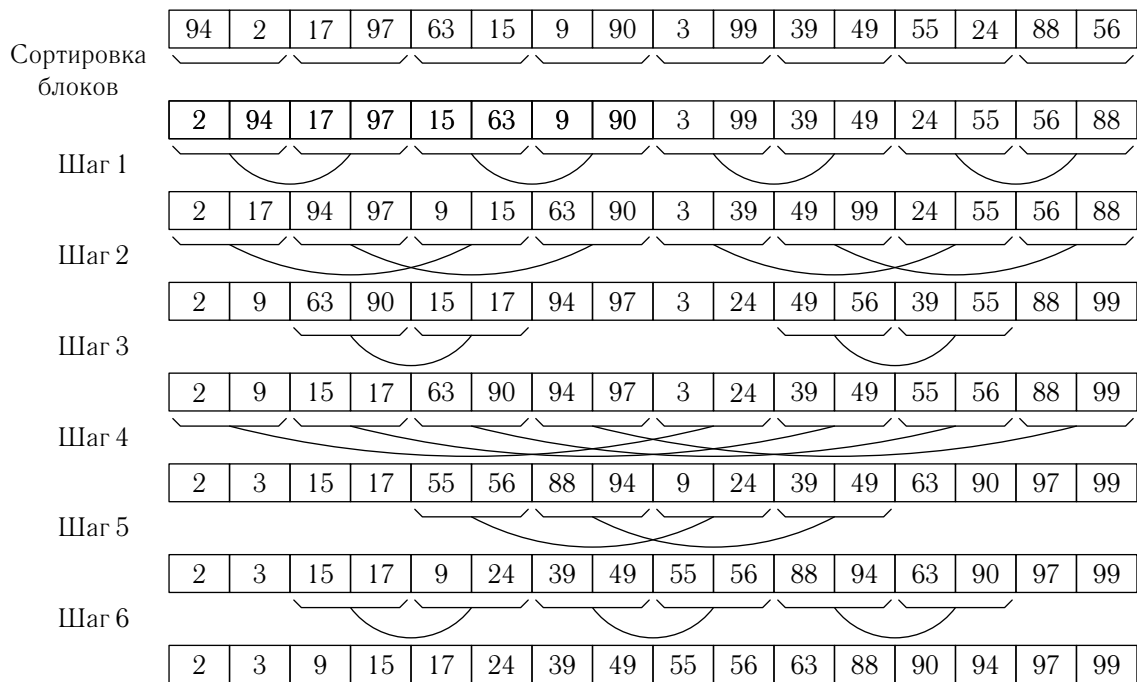 94 2 17 97 63 15 9 90 3 99 39 49 55 24 88 56
Сортировка
блоков
2 94 17 97 15 63 9 90 3 99 39 49 24 55 56 88
Шаг 1
2 17 94 97 9 15 63 90 3 39 49 99 24 55 56 88
Шаг 2
2 9 63 90 15 17 94 97 3 24 49 56 39 55 88 99
Шаг 3
2 9 15 17 63 90 94 97 3 24 39 49 55 56 88 99
Шаг 4
2 3 15 17 55 56 88 94 9 24 39 49 63 90 97 99
Шаг 5
2 3 15 17 9 24 39 49 55 56 88 94 63 90 97 99
Шаг 6
2 3 9 15 17 24 39 49 55 56 63 88 90 94 97 99